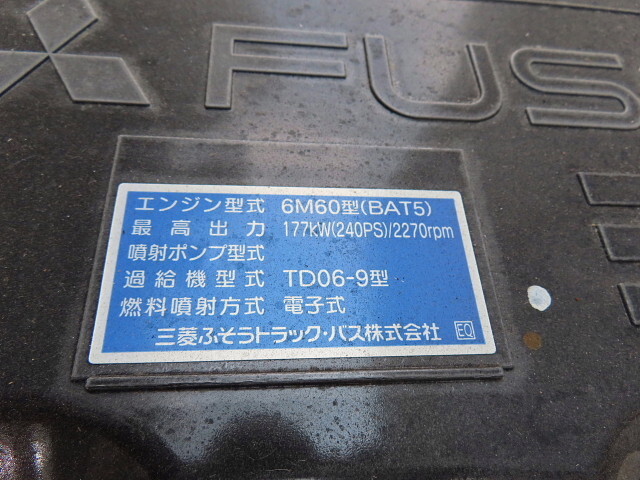 FUS
エンジン型式 6M60型(BAT5)
最高出力 177kW(240PS)/2270rpm
噴射ポンプ型式
過給機型式 TD06-9型
燃料噴射方式 電子式
三菱ふそうトラック・バス株式会社 EQ